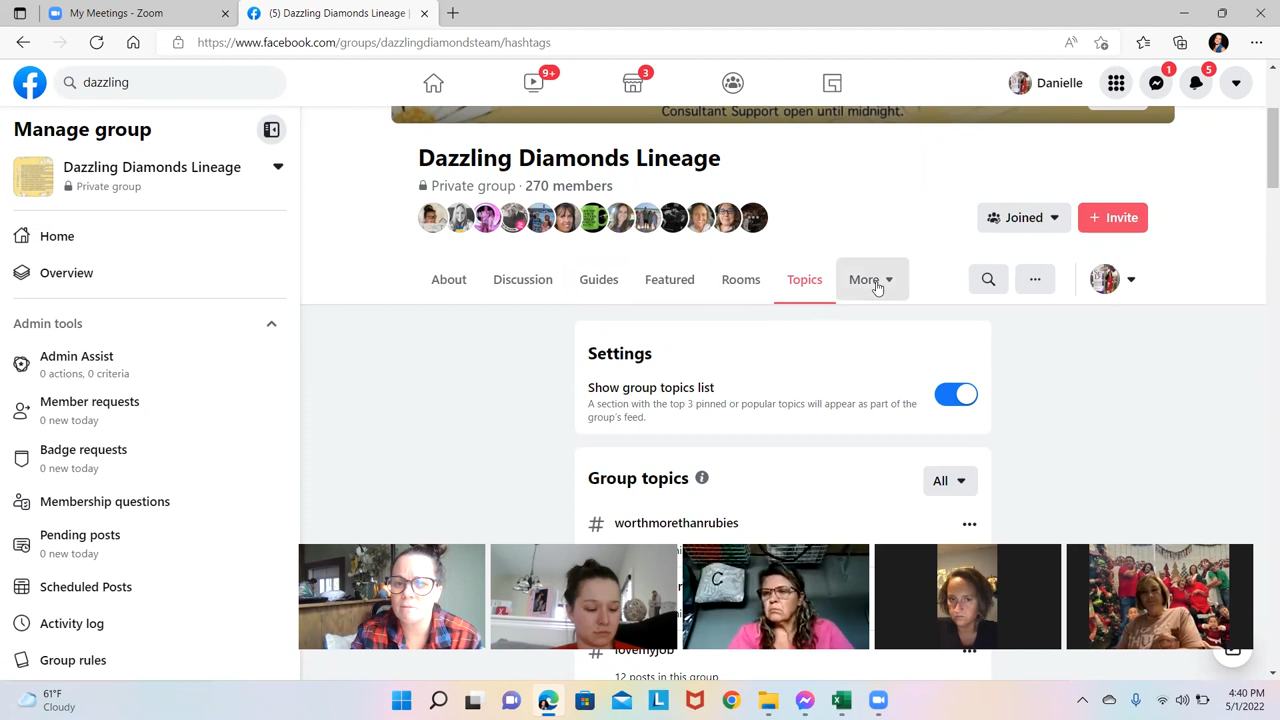 My Meetings - Zoom
(5) Dazzling Diamonds Lineage |
https://www.facebook.com/groups/dazzlingdiamondsteam/hashtags
dazzling
9+
3
Danielle
1
5
Consultant Support open until midnight.
Manage group
Dazzling Diamonds Lineage
Private group
Home
Overview
Admin tools
Admin Assist
0 actions, 0 criteria
Member requests
0 new today
Badge requests
0 new today
Membership questions
Pending posts
0 new today
Scheduled Posts
Activity log
Group rules
Dazzling Diamonds Lineage
Private group · 270 members
Joined
+ Invite
About
Discussion
Guides
Featured
Rooms
Topics
More
Settings
Show group topics list
A section with the top 3 pinned or popular topics will appear as part of the
group's feed.
Group topics
All
# worthmorethanrubies
C
# lovemyjob
12 posts in this group
61°F
Cloudy
4:40 PM
5/1/2022